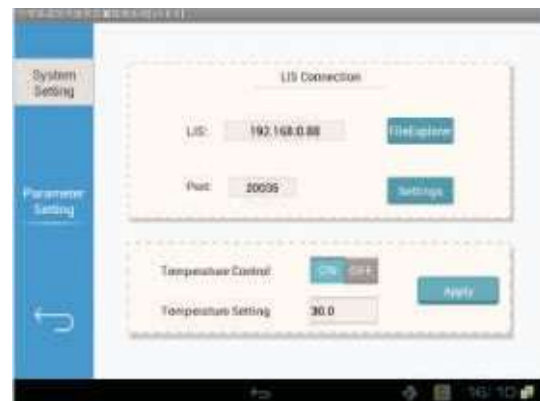 System
Setting
LIS Connection
LIS:
192.168.0.88
FileExplorer
Port:
20035
Settings
Parameter
Setting
Temperature Control
ON OFF
Apply
Temperature Setting
30.0
16:10